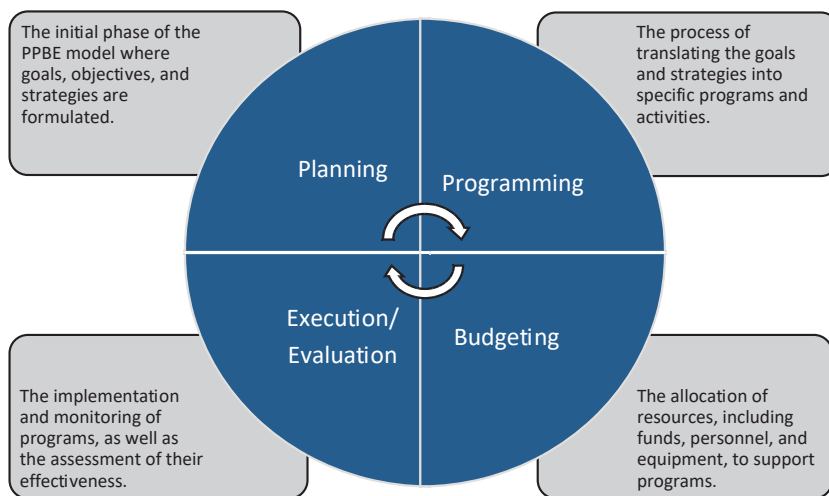 The initial phase of the
PPBE model where
goals, objectives, and
strategies are
formulated.
The process of
translating the goals
and strategies into
specific programs and
activities.
Planning
Programming
Execution/
Evaluation
Budgeting
The implementation
and monitoring of
programs, as well as
the assessment of their
effectiveness.
The allocation of
resources, including
funds, personnel, and
equipment, to support
programs.